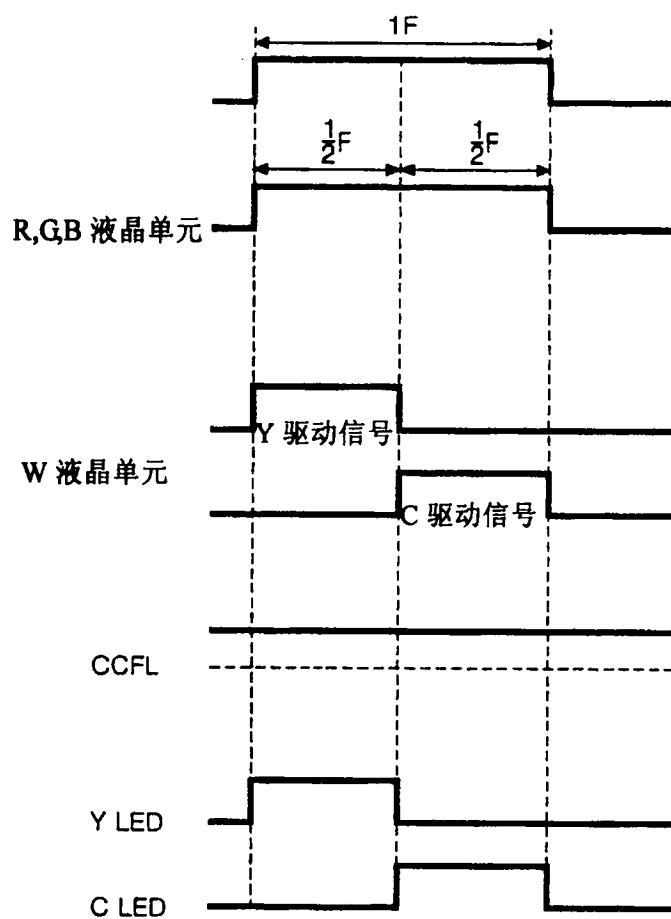 1F
½F ½F
R,G,B 液晶单元
Y 驱动信号
W 液晶单元
C 驱动信号
CCFL
Y LED
C LED